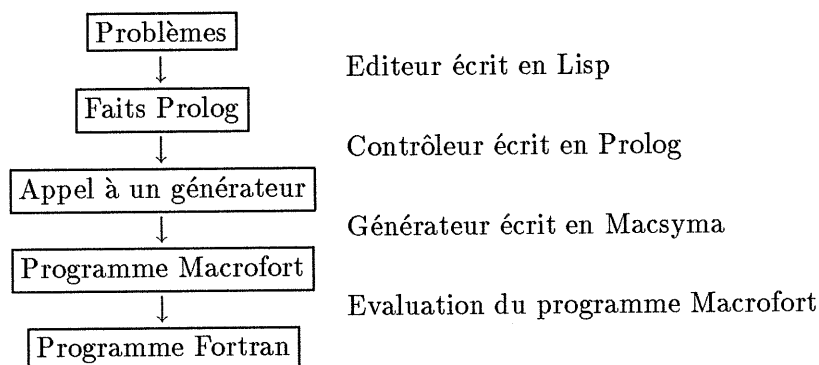 Problèmes
Editeur écrit en Lisp
Faits Prolog
Contrôleur écrit en Prolog
Appel à un générateur
Générateur écrit en Macsyma
Programme Macrofort
Evaluation du programme Macrofort
Programme Fortran